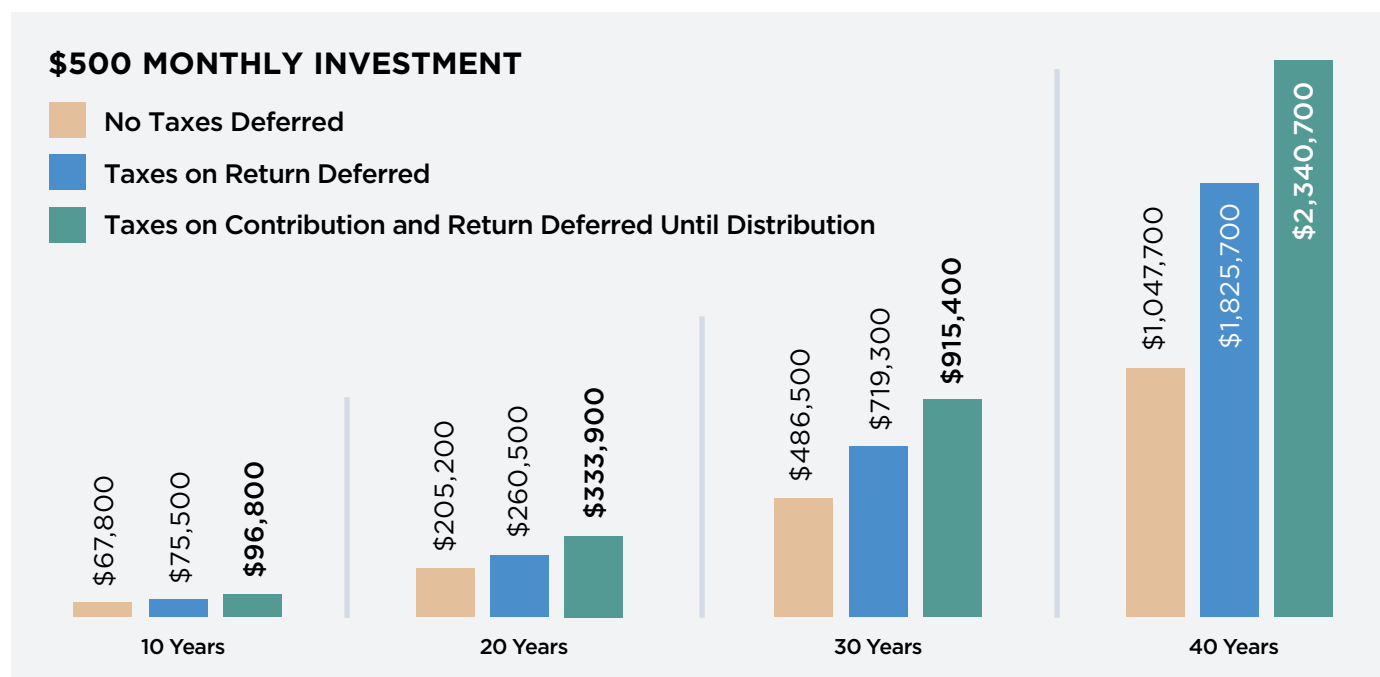 $500 MONTHLY INVESTMENT
No Taxes Deferred
Taxes on Return Deferred
Taxes on Contribution and Return Deferred Until Distribution
$67,800
$75,500
$96,800
10 Years
$205,200
$260,500
$333,900
20 Years
$486,500
$719,300
$915,400
30 Years
$1,047,700
$1,825,700
$2,340,700
40 Years